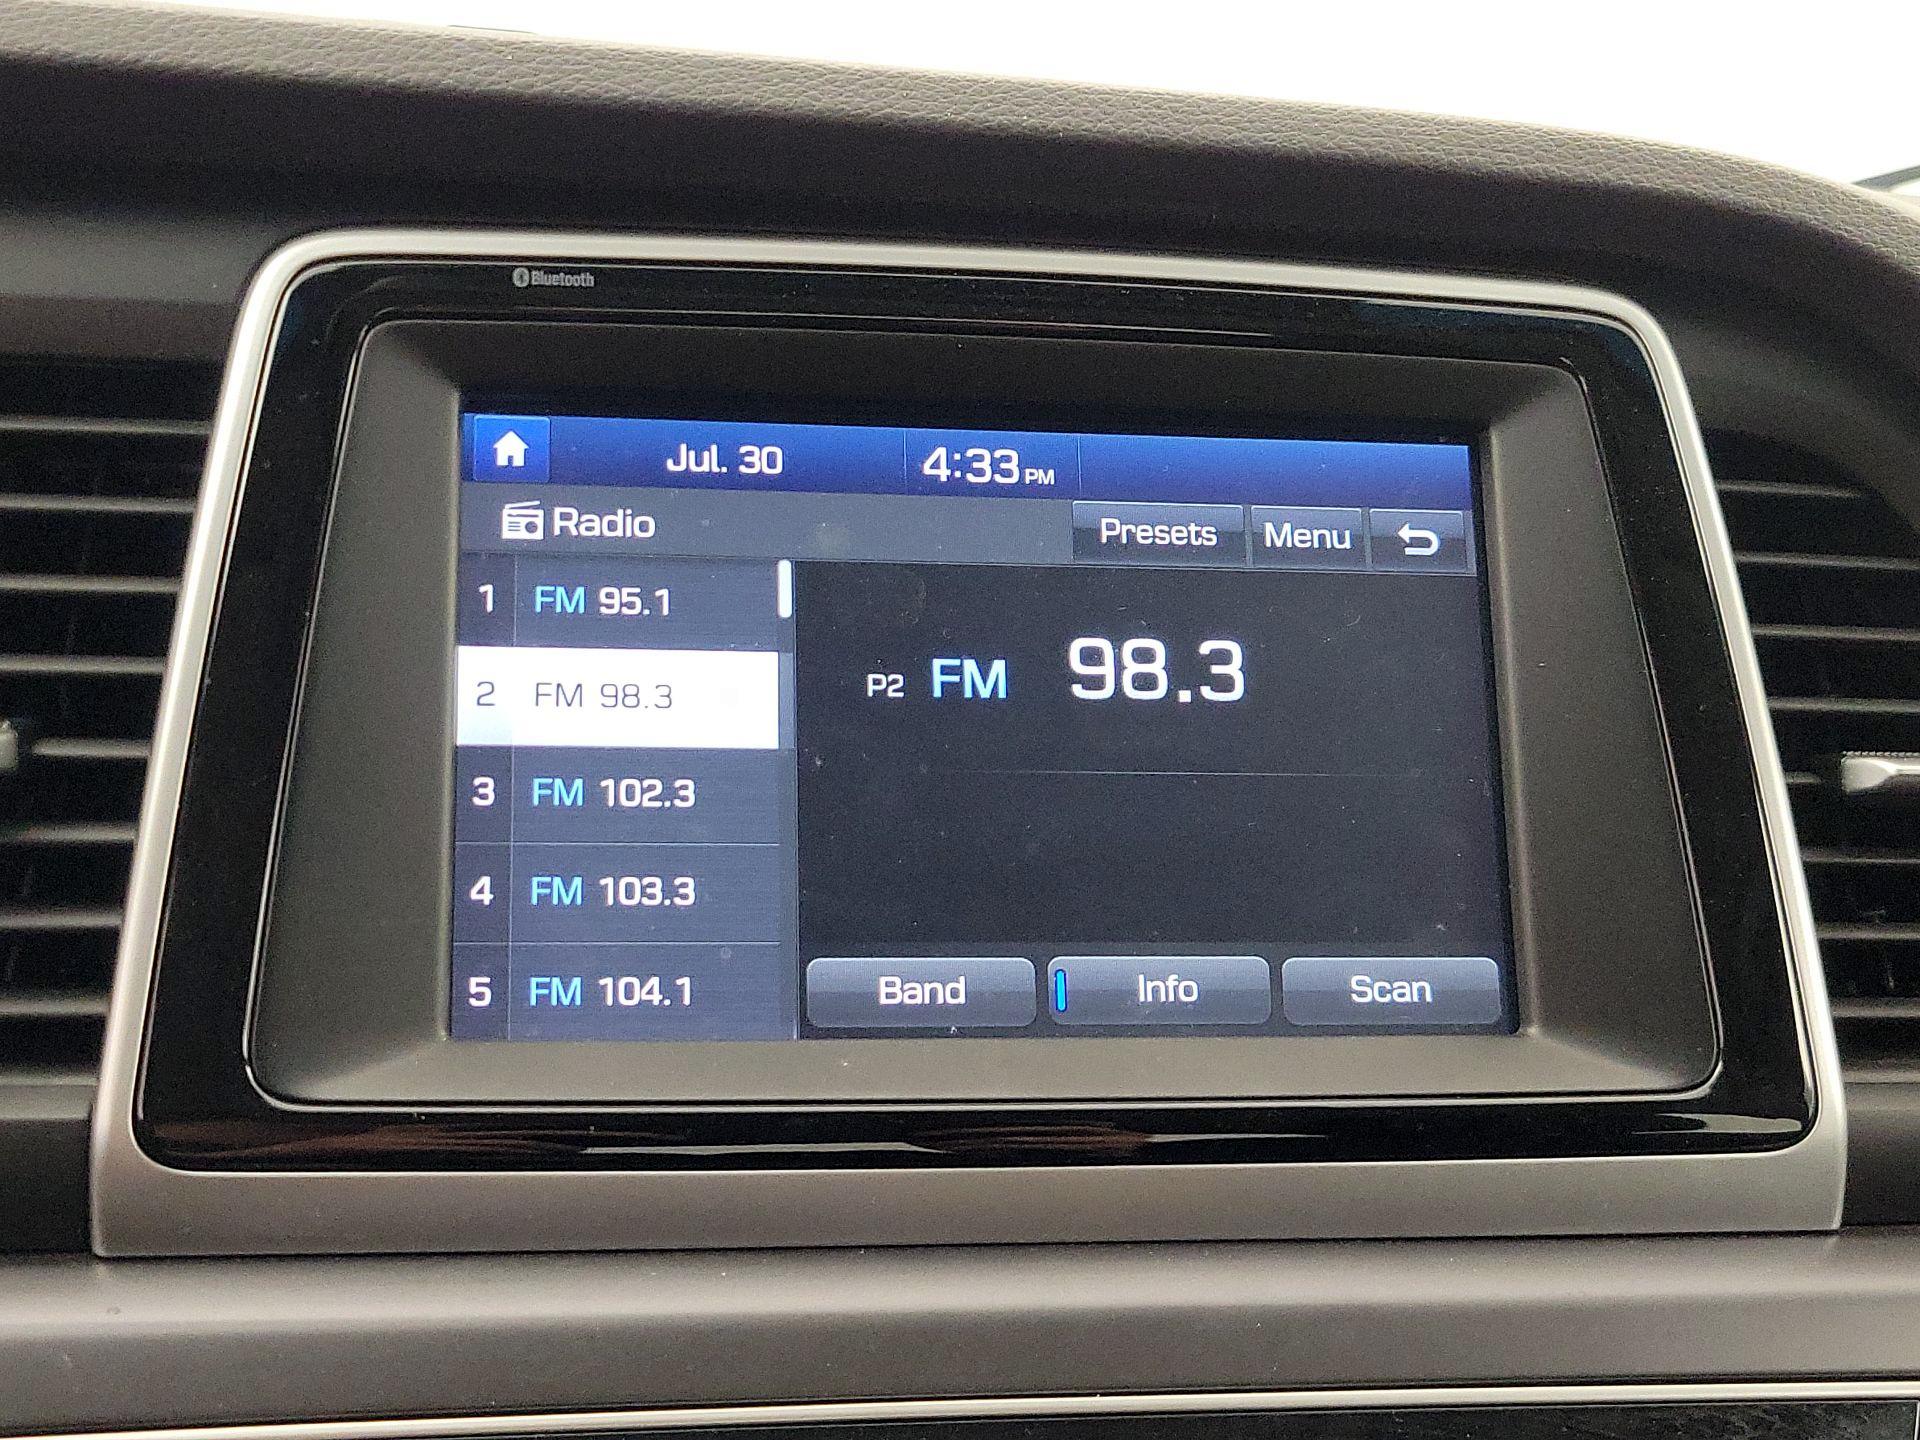 Bluetooth
Jul. 30 4:33 PM
Radio Presets Menu
1 FM 95.1
2 FM 98.3
P2 FM 98.3
3 FM 102.3
4 FM 103.3
5 FM 104.1
Band Info Scan